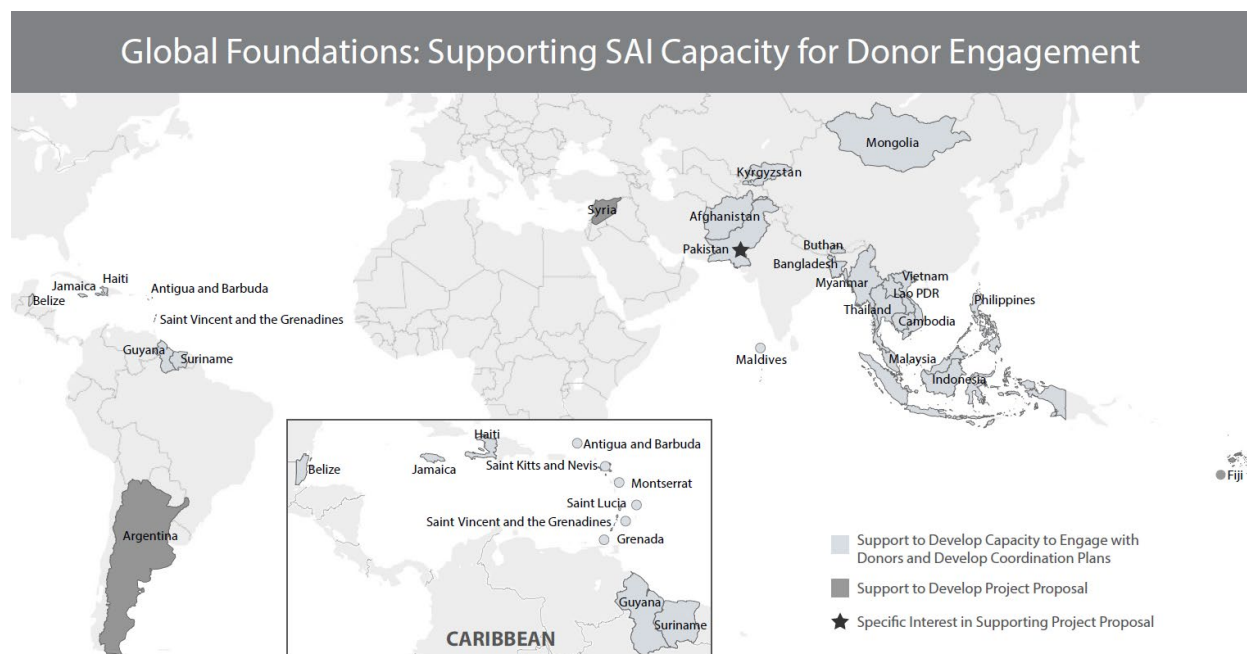 Global Foundations: Supporting SAI Capacity for Donor Engagement
Mongolia
Kyrgyzstan
Syria
Afghanistan
Pakistan
Buthan
Bangladesh
Myanmar
Vietnam
Lao PDR
Thailand
Cambodia
Philippines
Haiti
Jamaica
Belize
Antigua and Barbuda
Saint Vincent and the Grenadines
Guyana
Suriname
Maldives
Malaysia
Indonesia
Fiji
Argentina
Haiti
Antigua and Barbuda
Belize
Jamaica
Saint Kitts and Nevis
Montserrat
Saint Lucia
Saint Vincent and the Grenadines
Grenada
Guyana
Suriname
CARIBBEAN
Support to Develop Capacity to Engage with
Donors and Develop Coordination Plans
Support to Develop Project Proposal
Specific Interest in Supporting Project Proposal